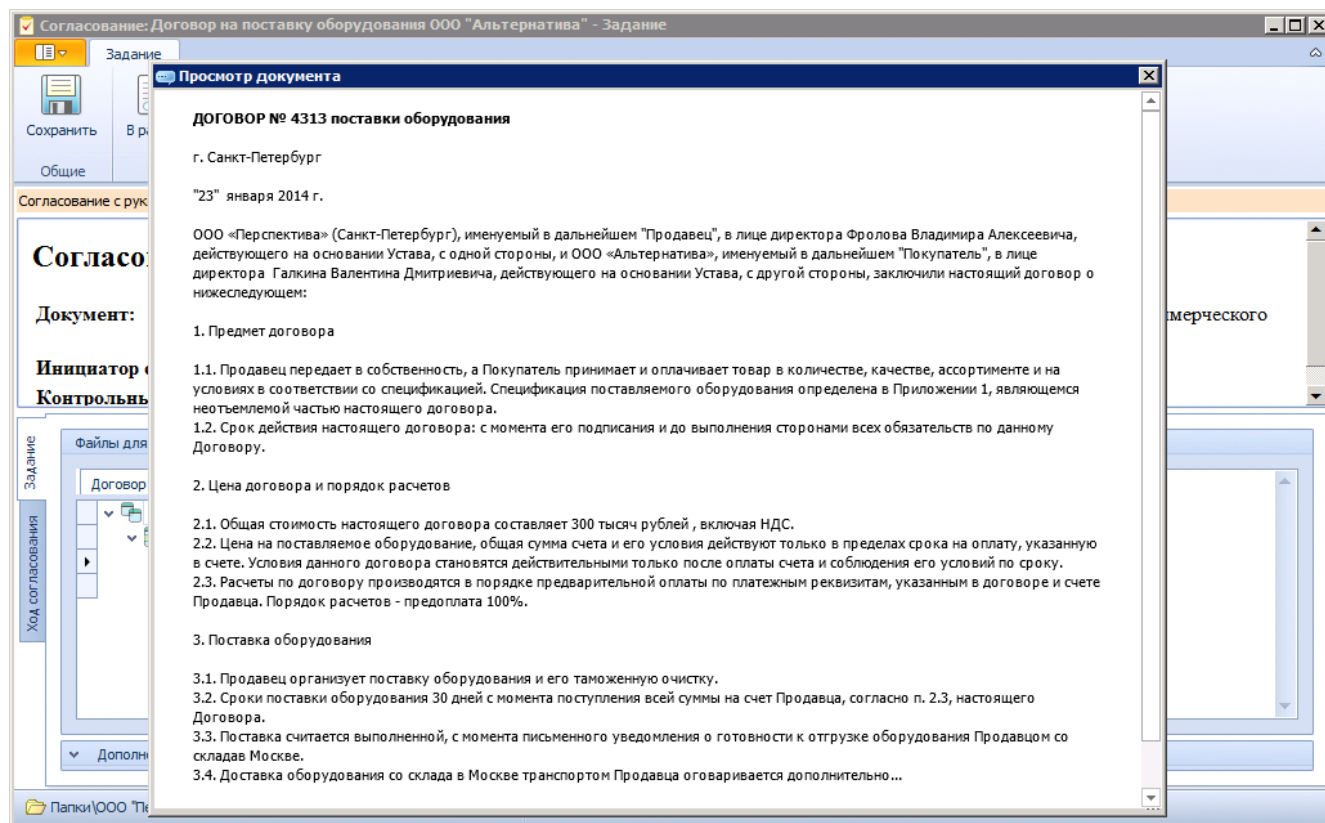 Согласование: Договор на поставку оборудования ООО "Альтернатива" - Задание
Задание
Сохранить
В ра
Общие
Согласование с рук
Согласо
Документ:
ммерческого
Инициатор
Контрольны
Задание
Ход согласования
Файлы для
Договор
Дополн
Папки\ООО "Пе
Просмотр документа
ДОГОВОР № 4313 поставки оборудования
г. Санкт-Петербург
"23" января 2014 г.
ООО «Перспектива» (Санкт-Петербург), именуемый в дальнейшем "Продавец", в лице директора Фролова Владимира Алексеевича,
действующего на основании Устава, с одной стороны, и ООО «Альтернатива», именуемый в дальнейшем "Покупатель", в лице
директора Галкина Валентина Дмитриевича, действующего на основании Устава, с другой стороны, заключили настоящий договор о
нижеследующем:
1. Предмет договора
1.1. Продавец передает в собственность, а Покупатель принимает и оплачивает товар в количестве, качестве, ассортименте и на
условиях в соответствии со спецификацией. Спецификация поставляемого оборудования определена в Приложении 1, являющемся
неотъемлемой частью настоящего договора.
1.2. Срок действия настоящего договора: с момента его подписания и до выполнения сторонами всех обязательств по данному
Договору.
2. Цена договора и порядок расчетов
2.1. Общая стоимость настоящего договора составляет 300 тысяч рублей , включая НДС.
2.2. Цена на поставляемое оборудование, общая сумма счета и его условия действуют только в пределах срока на оплату, указанную
в счете. Условия данного договора становятся действительными только после оплаты счета и соблюдения его условий по сроку.
2.3. Расчеты по договору производятся в порядке предварительной оплаты по платежным реквизитам, указанным в договоре и счете
Продавца. Порядок расчетов - предоплата 100%.
3. Поставка оборудования
3.1. Продавец организует поставку оборудования и его таможенную очистку.
3.2. Сроки поставки оборудования 30 дней с момента поступления всей суммы на счет Продавца, согласно п. 2.3, настоящего
Договора.
3.3. Поставка считается выполненной, с момента письменного уведомления о готовности к отгрузке оборудования Продавцом со
складав Москве.
3.4. Доставка оборудования со склада в Москве транспортом Продавца оговаривается дополнительно...